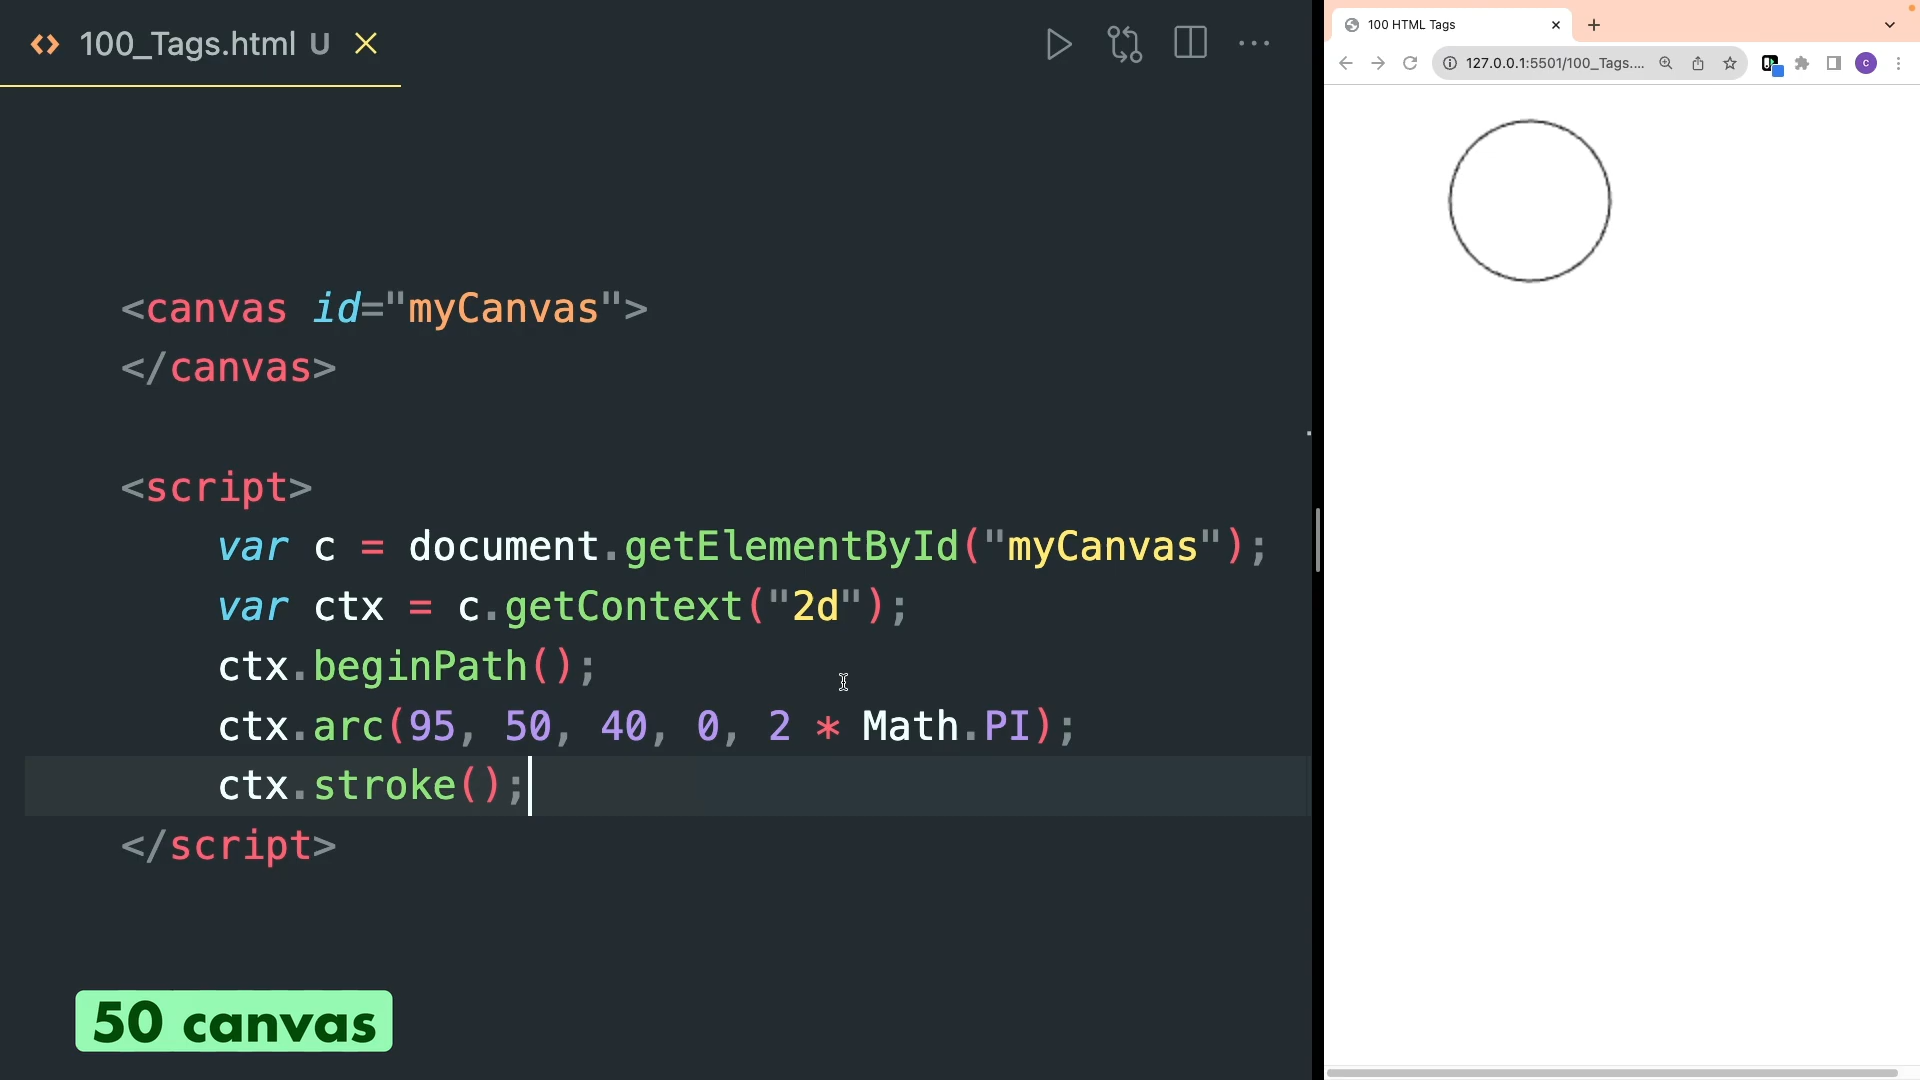 100_Tags.html U
100 HTML Tags
127.0.0.1:5501/100_Tags....
c
<canvas id="myCanvas">
</canvas>
<script>
var c = document.getElementById("myCanvas");
var ctx = c.getContext("2d");
ctx.beginPath();
ctx.arc(95, 50, 40, 0, 2 * Math.PI);
ctx.stroke();
</script>
50 canvas